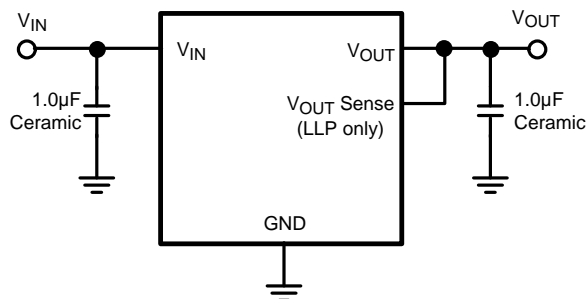 VIN
VOUT
VIN
VOUT
1.0µF
Ceramic
VOUT Sense
(LLP only)
1.0µF
Ceramic
GND